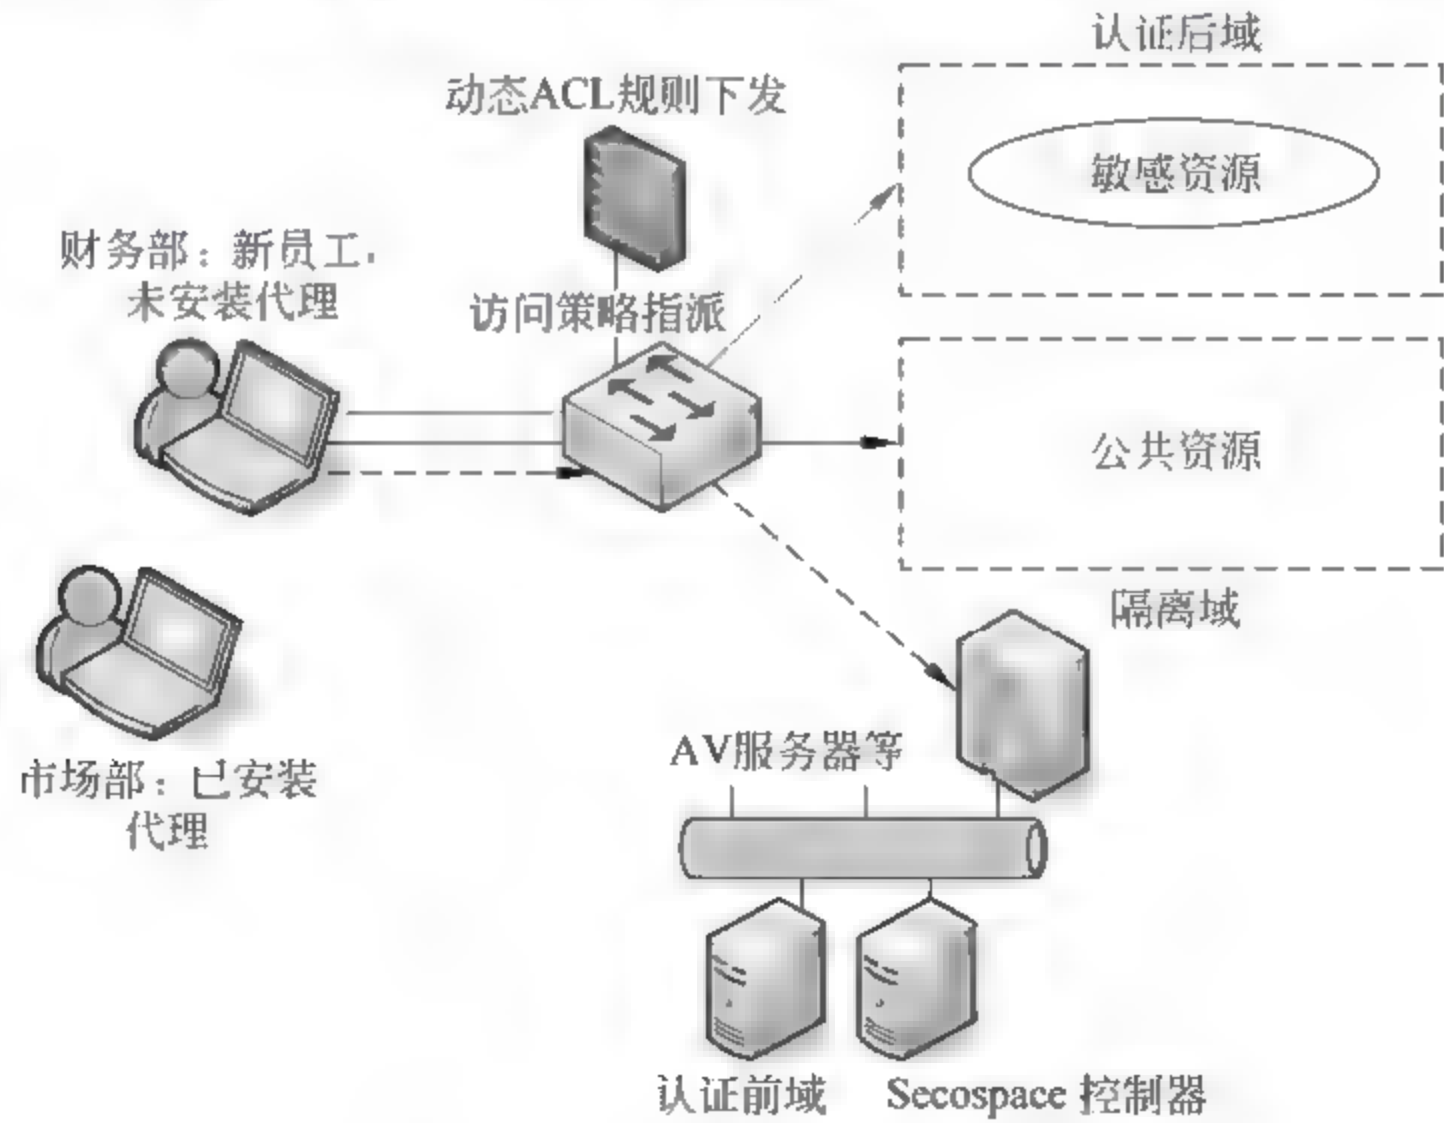 认证后域
动态ACL规则下发
敏感资源
财务部：新员工，
未安装代理
访问策略指派
公共资源
隔离域
AV服务器等
市场部：已安装
代理
认证前域
Secospace 控制器